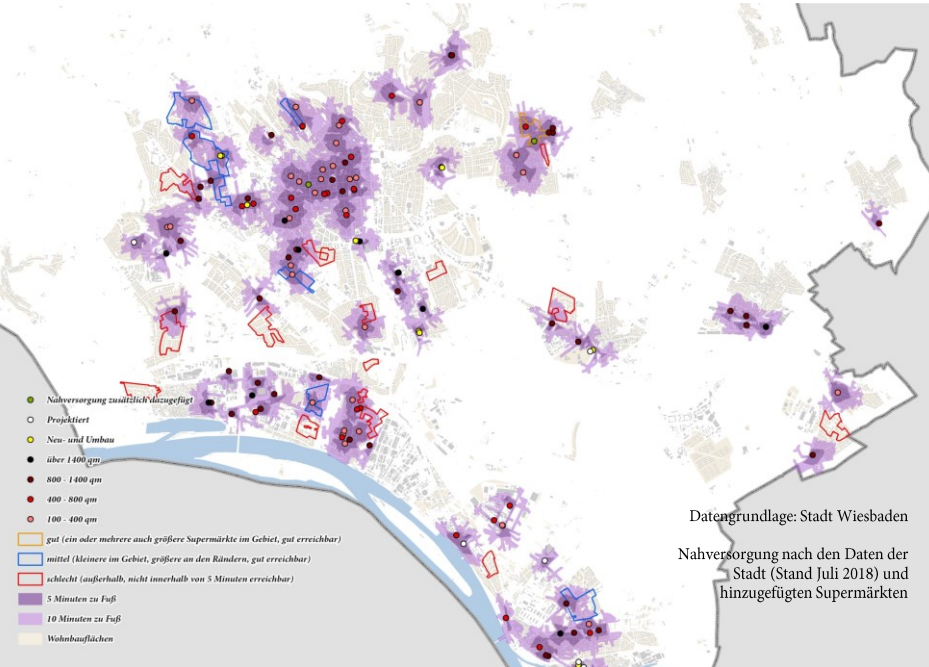 Nahversorgung zusätzlich dazugefügt
Projektiert
Neu- und Umbau
über 1400 qm
800 - 1400 qm
400 - 800 qm
100 - 400 qm
gut (ein oder mehrere auch größere Supermärkte im Gebiet, gut erreichbar)
mittel (kleinere im Gebiet, größere an den Rändern, gut erreichbar)
schlecht (außerhalb, nicht innerhalb von 5 Minuten erreichbar)
5 Minuten zu Fuß
10 Minuten zu Fuß
Wohnbauflächen
Datengrundlage: Stadt Wiesbaden
Nahversorgung nach den Daten der
Stadt (Stand Juli 2018) und
hinzugefügten Supermärkten